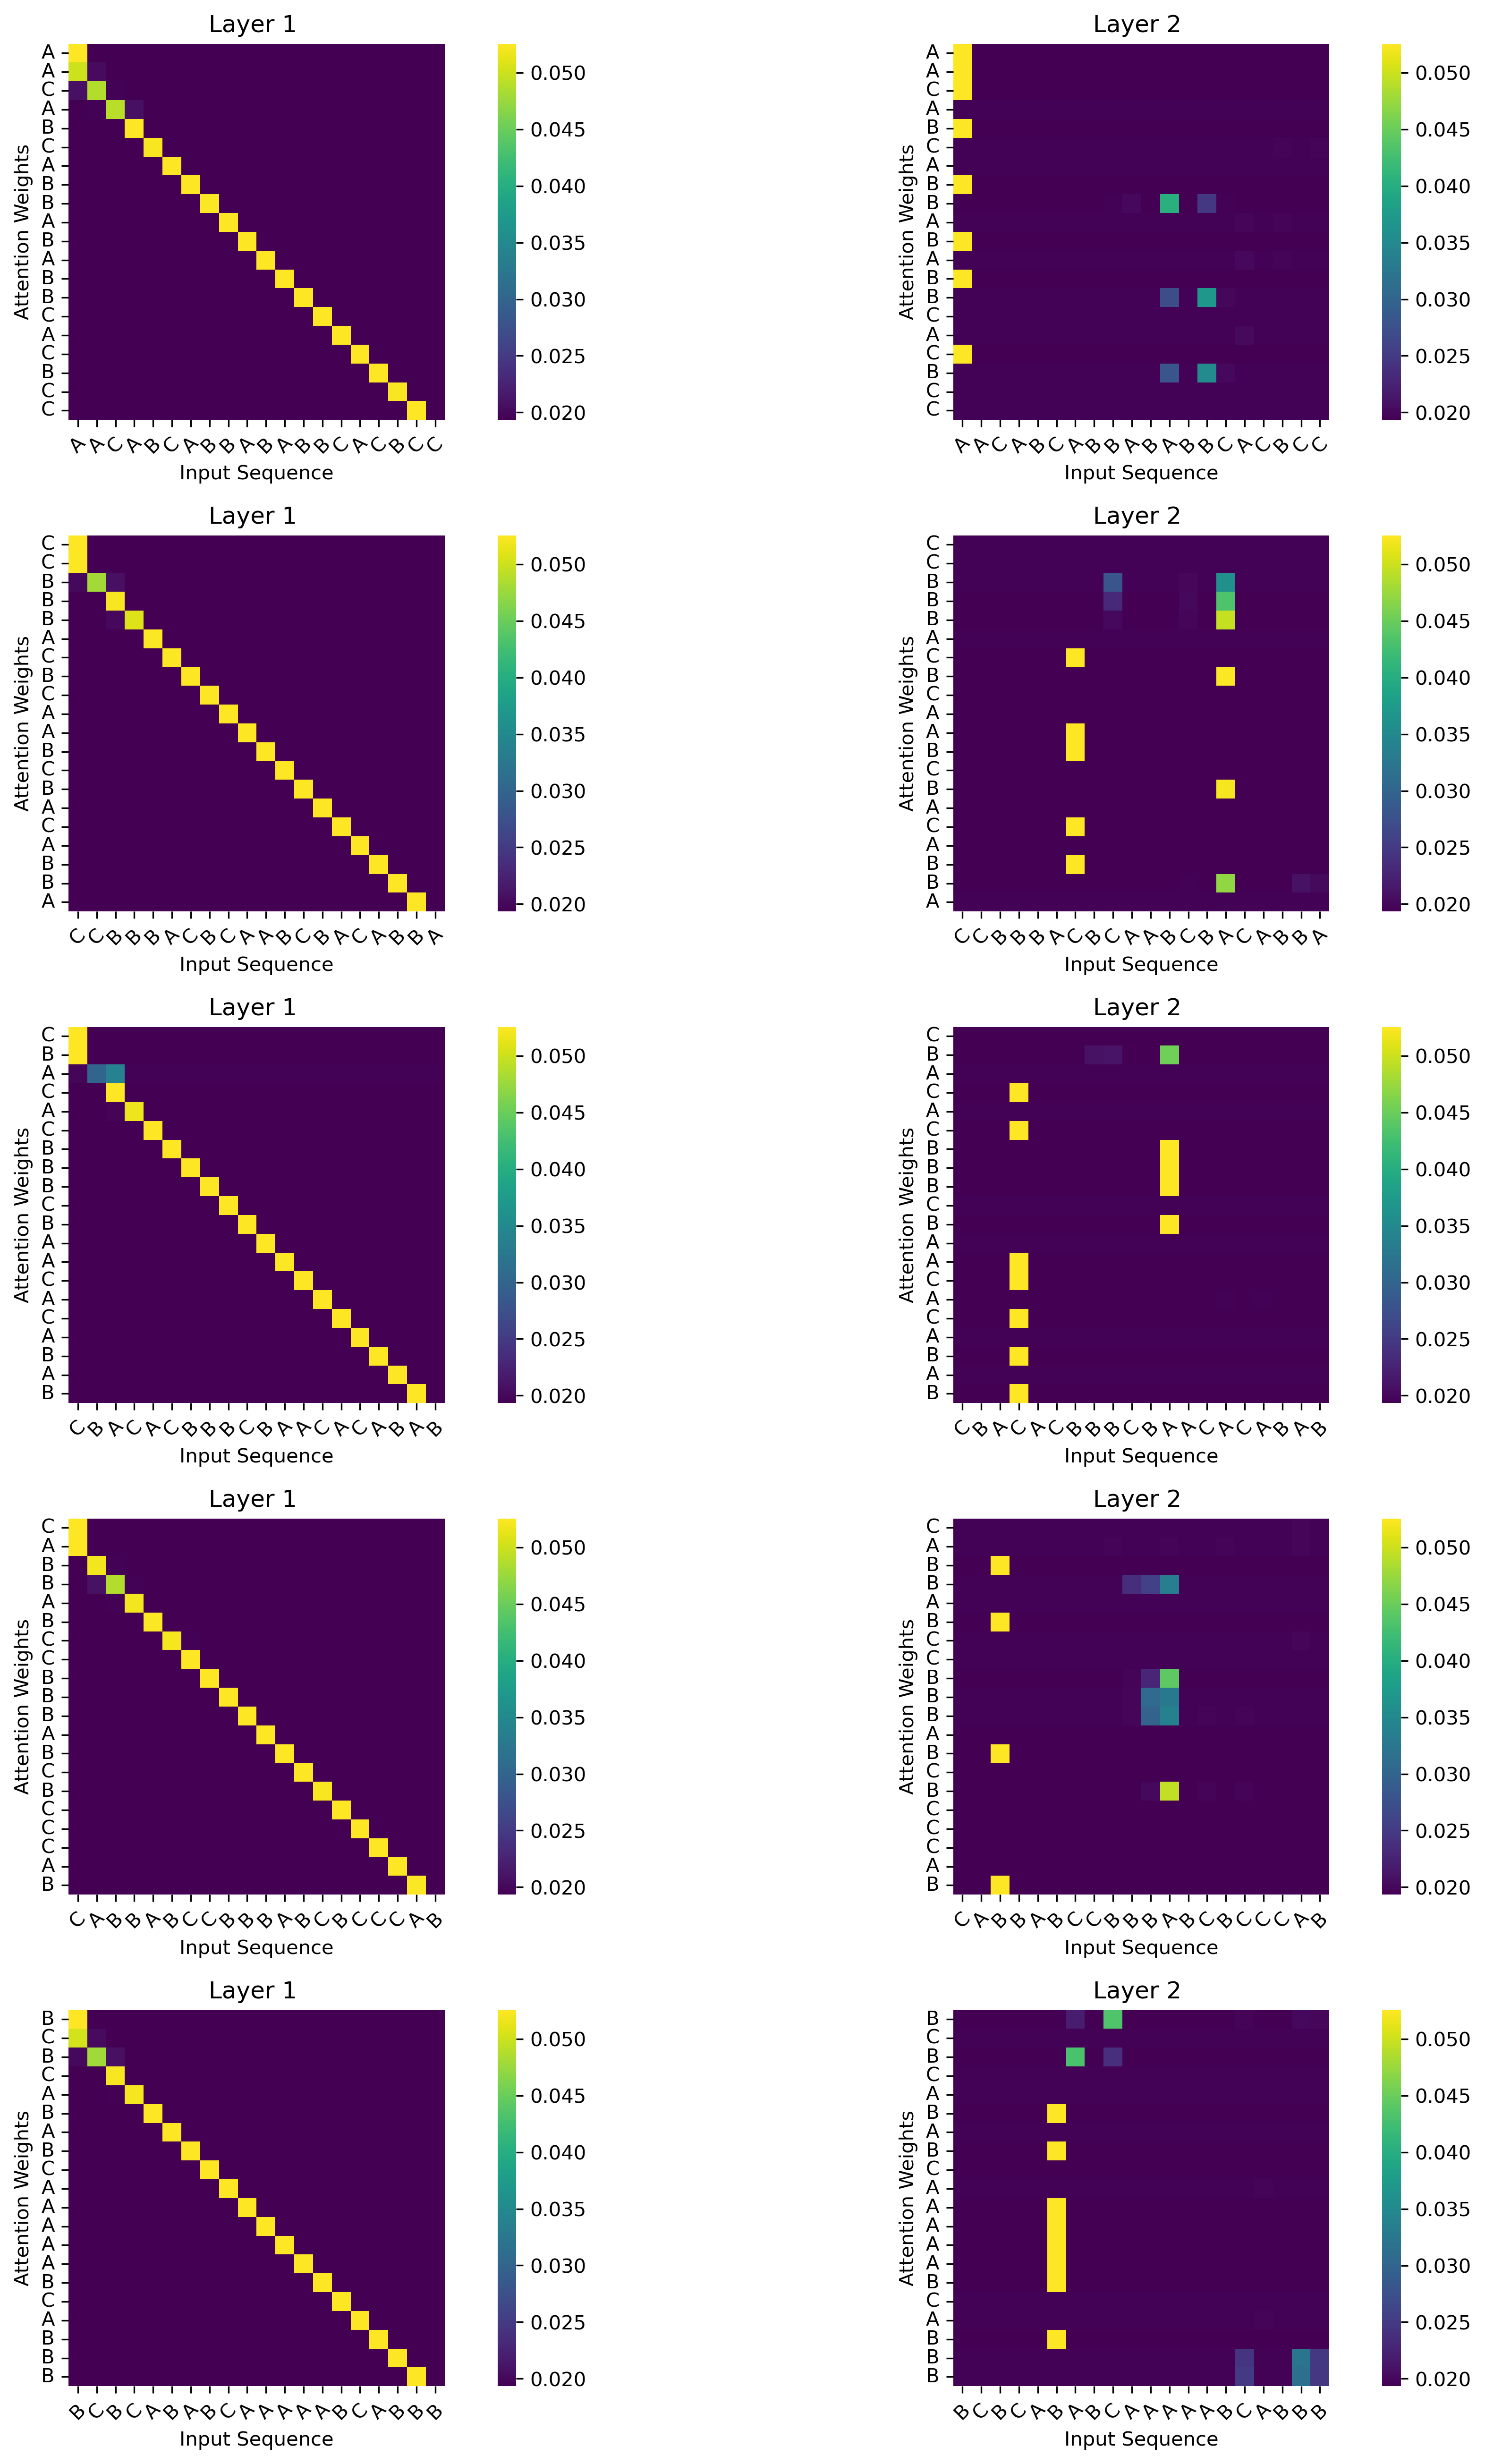 Layer 1
Attention Weights
A
A
C
A
B
C
A
B
B
A
B
A
B
B
C
A
C
B
C
C
A A C A B C A B B A B A B B C A C B C C
Input Sequence
0.050
0.045
0.040
0.035
0.030
0.025
0.020
Layer 2
Attention Weights
A
A
C
A
B
C
A
B
B
A
B
A
B
B
C
A
C
B
C
C
A A C A B C A B B A B A B B C A C B C C
Input Sequence
0.050
0.045
0.040
0.035
0.030
0.025
0.020
Layer 1
Attention Weights
C
C
B
B
B
A
C
B
C
A
A
B
C
B
A
C
A
B
B
A
C C B B B A C B C A A B C B A C A B B A
Input Sequence
0.050
0.045
0.040
0.035
0.030
0.025
0.020
Layer 2
Attention Weights
C
C
B
B
B
A
C
B
C
A
A
B
C
B
A
C
A
B
B
A
C C B B B A C B C A A B C B A C A B B A
Input Sequence
0.050
0.045
0.040
0.035
0.030
0.025
0.020
Layer 1
Attention Weights
C
B
A
C
A
C
B
B
B
C
B
A
A
C
A
C
A
B
A
B
C B A C A C B B B C B A A C A C A B A B
Input Sequence
0.050
0.045
0.040
0.035
0.030
0.025
0.020
Layer 2
Attention Weights
C
B
A
C
A
C
B
B
B
C
B
A
A
C
A
C
A
B
A
B
C B A C A C B B B C B A A C A C A B A B
Input Sequence
0.050
0.045
0.040
0.035
0.030
0.025
0.020
Layer 1
Attention Weights
C
A
B
B
A
B
C
C
B
B
B
A
B
C
B
C
C
C
A
B
C A B B A B C C B B B A B C B C C C A B
Input Sequence
0.050
0.045
0.040
0.035
0.030
0.025
0.020
Layer 2
Attention Weights
C
A
B
B
A
B
C
C
B
B
B
A
B
C
B
C
C
C
A
B
C A B B A B C C B B B A B C B C C C A B
Input Sequence
0.050
0.045
0.040
0.035
0.030
0.025
0.020
Layer 1
Attention Weights
B
C
B
C
A
B
A
B
C
A
A
A
A
A
B
C
A
B
B
B
B C B C A B A B C A A A A A B C A B B B
Input Sequence
0.050
0.045
0.040
0.035
0.030
0.025
0.020
Layer 2
Attention Weights
B
C
B
C
A
B
A
B
C
A
A
A
A
A
B
C
A
B
B
B
B C B C A B A B C A A A A A B C A B B B
Input Sequence
0.050
0.045
0.040
0.035
0.030
0.025
0.020